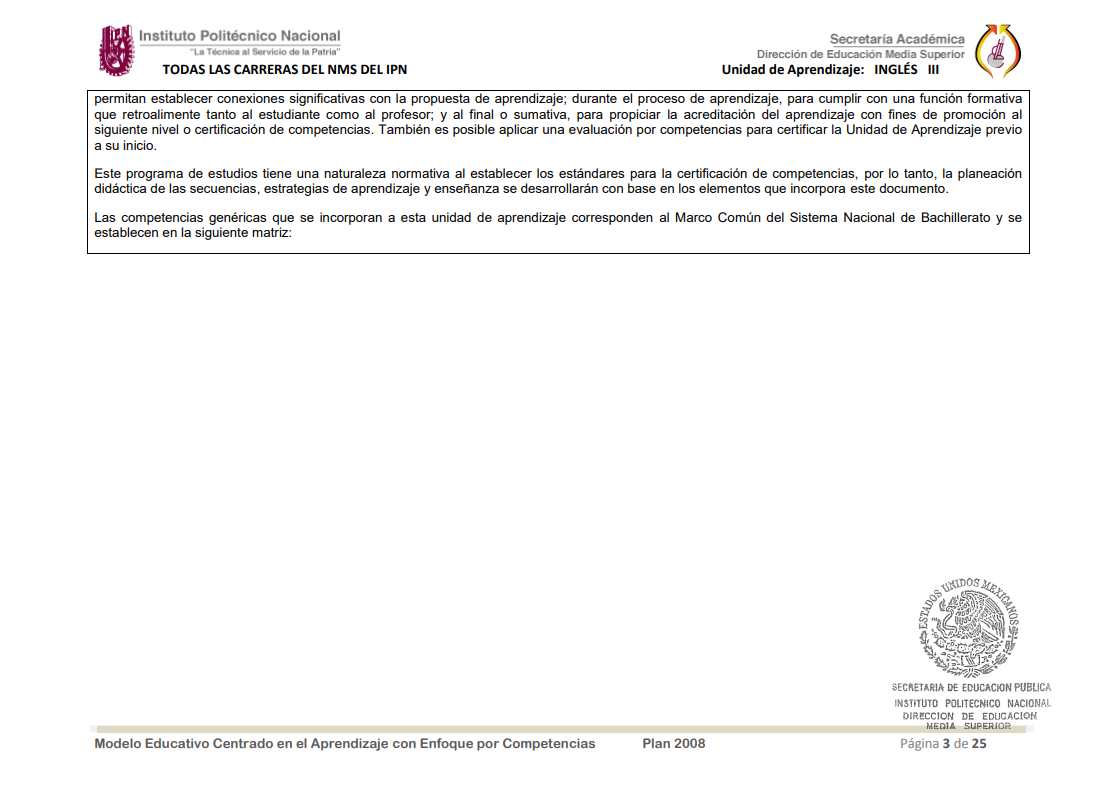 Instituto Politécnico Nacional
"La Técnica al Servicio de la Patria"
TODAS LAS CARRERAS DEL NMS DEL IPN
Secretaría Académica
Dirección de Educación Media Superior
Unidad de Aprendizaje: INGLÉS III
permitan establecer conexiones significativas con la propuesta de aprendizaje; durante el proceso de aprendizaje, para cumplir con una función formativa
que retroalimente tanto al estudiante como al profesor; y al final o sumativa, para propiciar la acreditación del aprendizaje con fines de promoción al
siguiente nivel o certificación de competencias. También es posible aplicar una evaluación por competencias para certificar la Unidad de Aprendizaje previo
a su inicio.
Este programa de estudios tiene una naturaleza normativa al establecer los estándares para la certificación de competencias, por lo tanto, la planeación
didáctica de las secuencias, estrategias de aprendizaje y enseñanza se desarrollarán con base en los elementos que incorpora este documento.
Las competencias genéricas que se incorporan a esta unidad de aprendizaje corresponden al Marco Común del Sistema Nacional de Bachillerato y se
establecen en la siguiente matriz:
ESTADOS UNIDOS MEXICANOS
SECRETARIA DE EDUCACION PUBLICA
INSTITUTO POLITECNICO NACIONAL
DIRECCION DE EDUCACION
MEDIA SUPERIOR
Modelo Educativo Centrado en el Aprendizaje con Enfoque por Competencias Plan 2008 Página 3 de 25